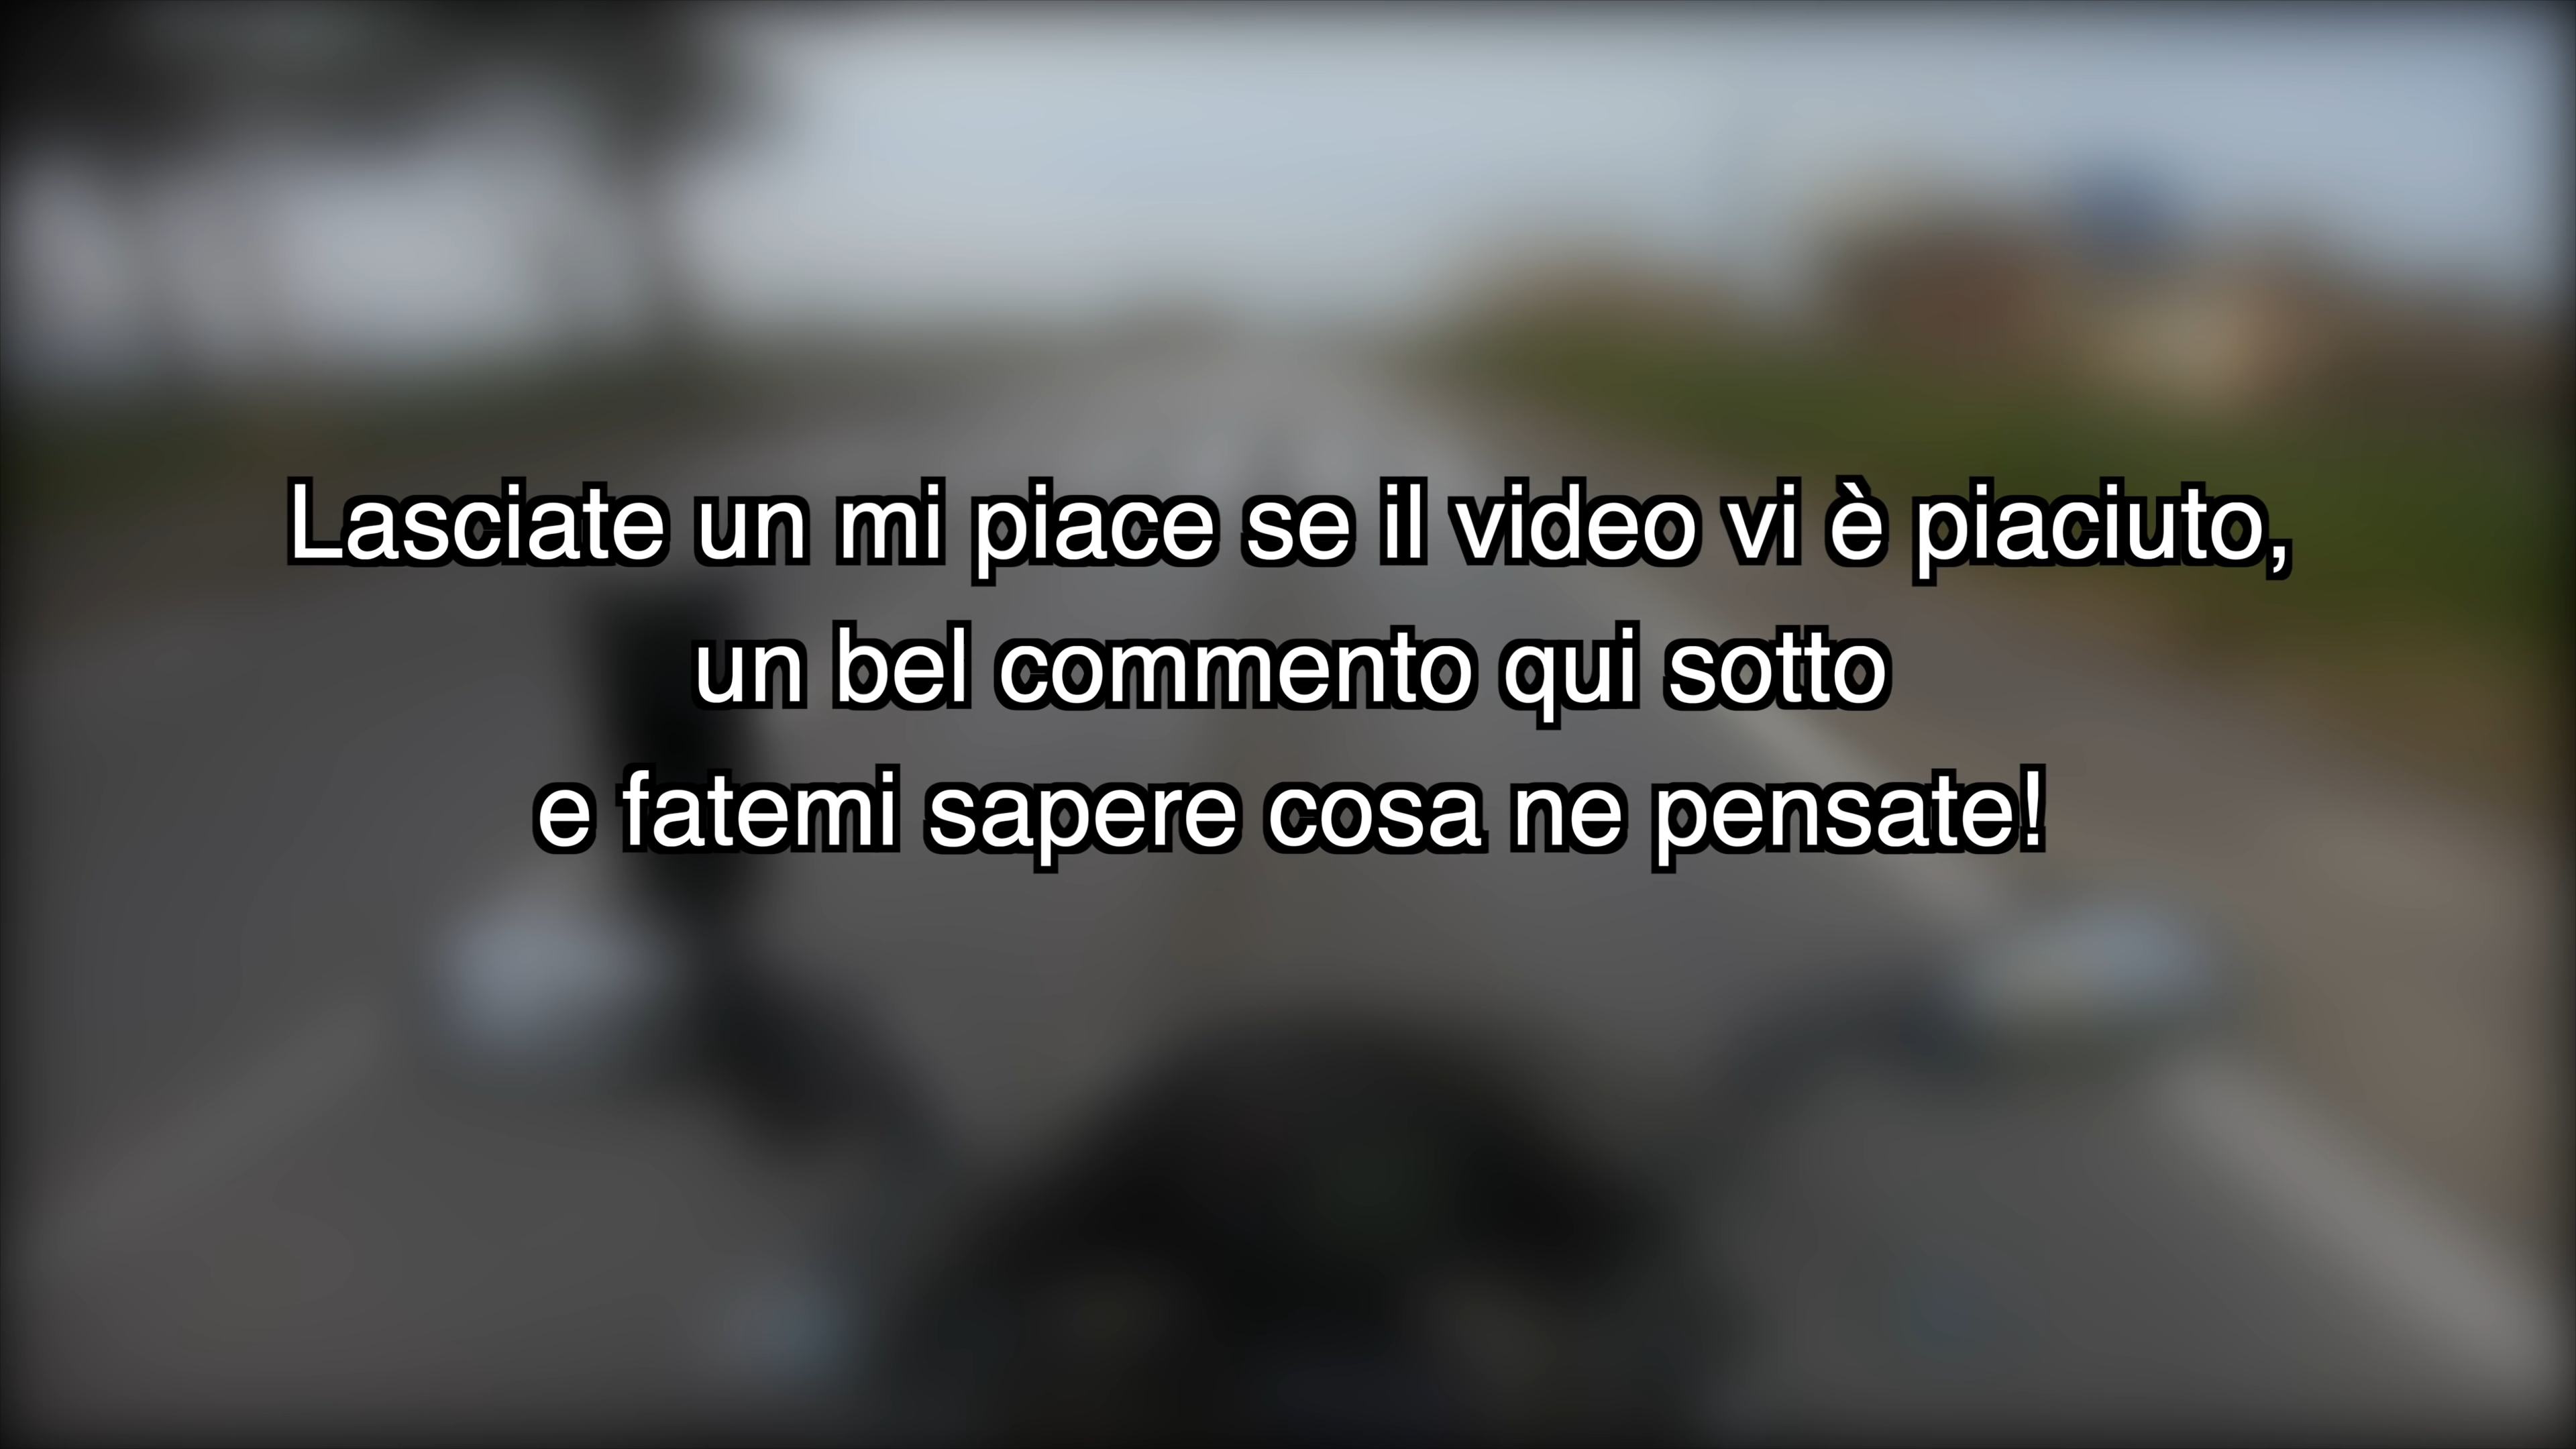 Lasciate un mi piace se il video vi è piaciuto,
un bel commento qui sotto
e fatemi sapere cosa ne pensate!